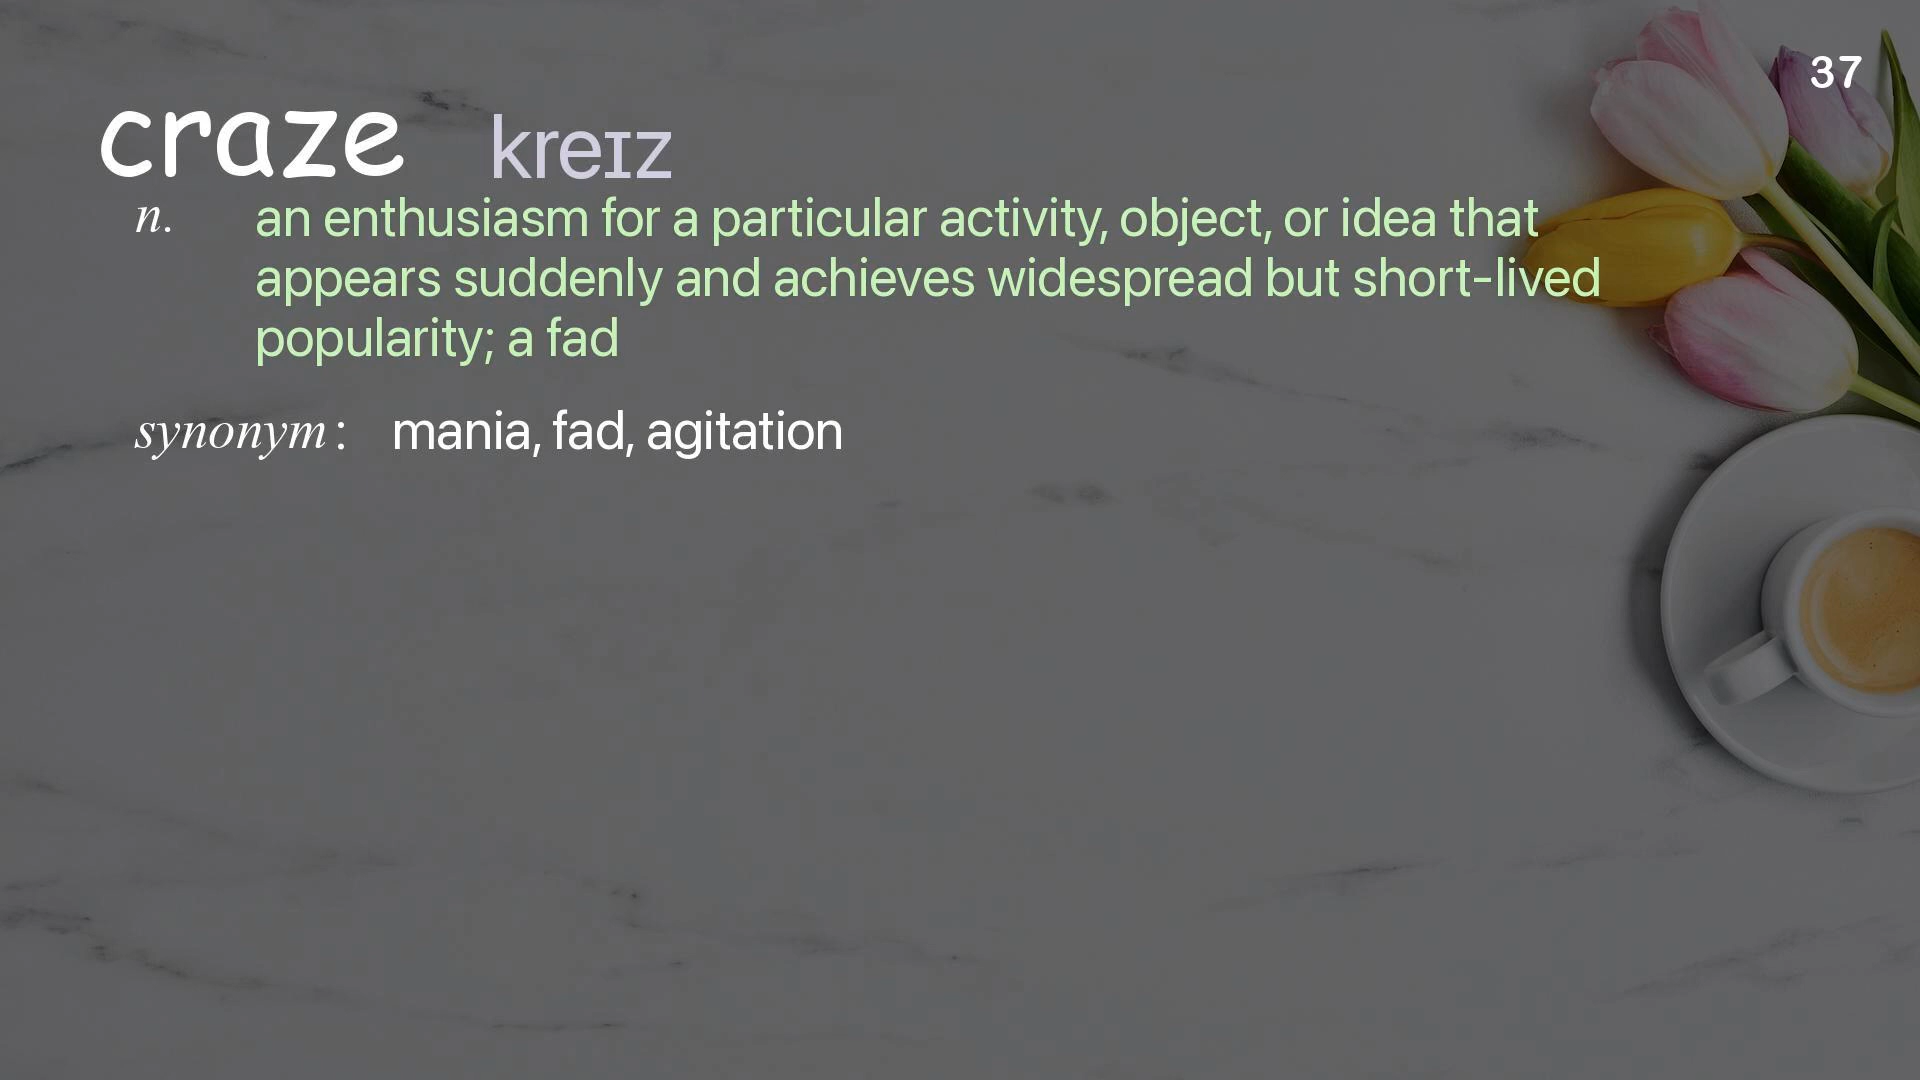 37
craze kreɪz
n. an enthusiasm for a particular activity, object, or idea that
appears suddenly and achieves widespread but short-lived
popularity; a fad
synonym: mania, fad, agitation